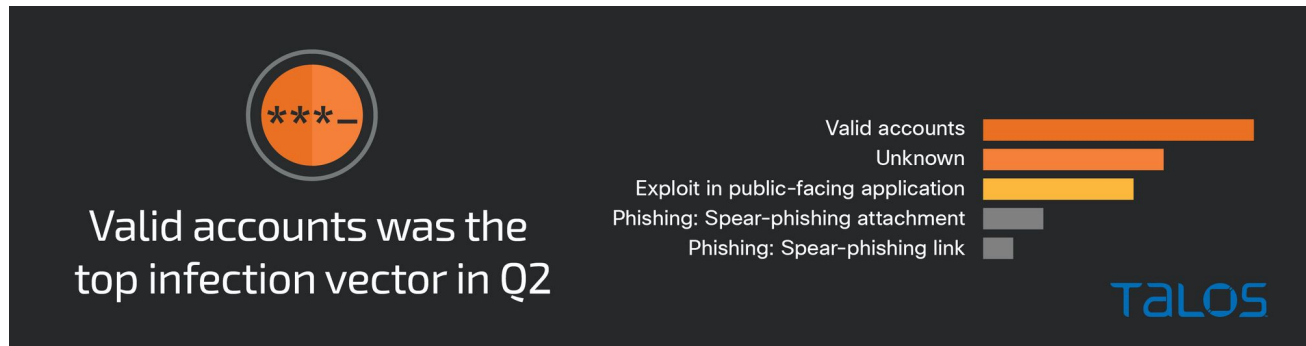 ***–
Valid accounts was the
top infection vector in Q2
Valid accounts
Unknown
Exploit in public-facing application
Phishing: Spear-phishing attachment
Phishing: Spear-phishing link
TALOS